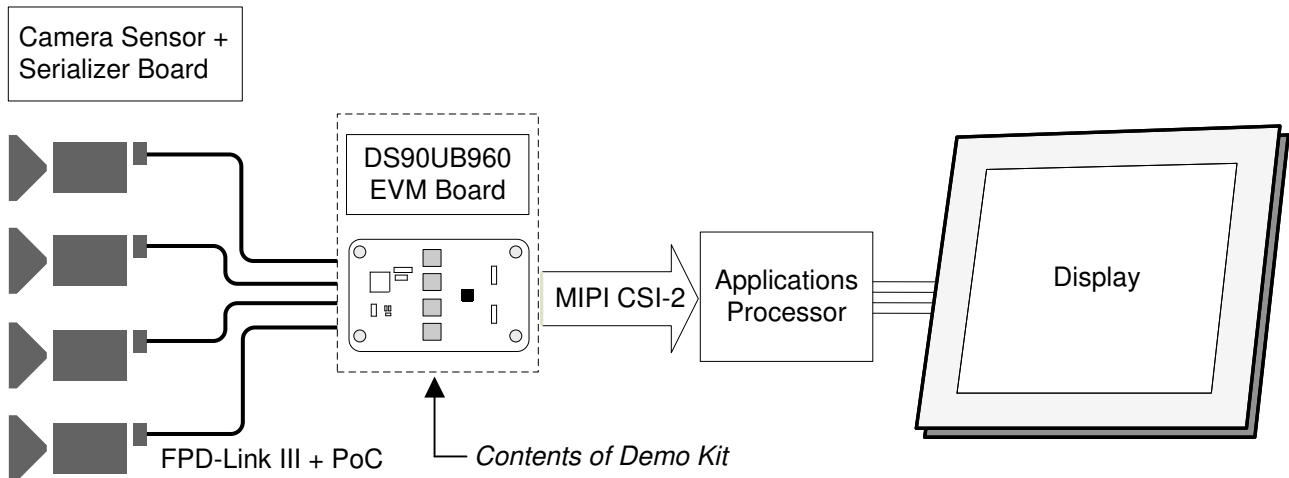 Camera Sensor +
Serializer Board
DS90UB960
EVM Board
MIPI CSI-2
Applications
Processor
Display
FPD-Link III + PoC
Contents of Demo Kit